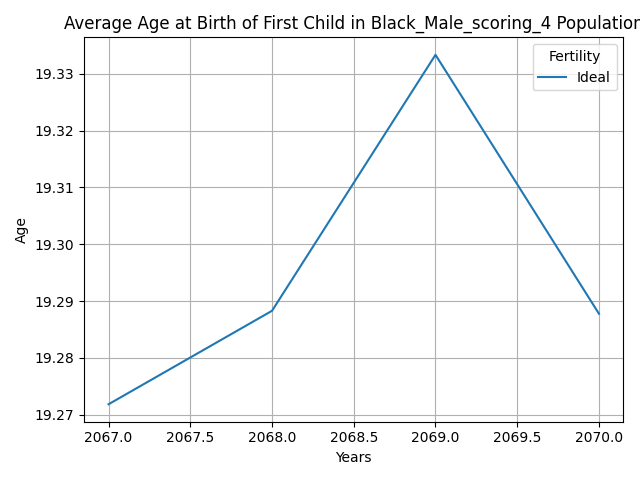 Average Age at Birth of First Child in Black_Male_scoring_4 Population
Fertility
Ideal
Age
19.33
19.32
19.31
19.30
19.29
19.28
19.27
2067.0 2067.5 2068.0 2068.5 2069.0 2069.5 2070.0
Years